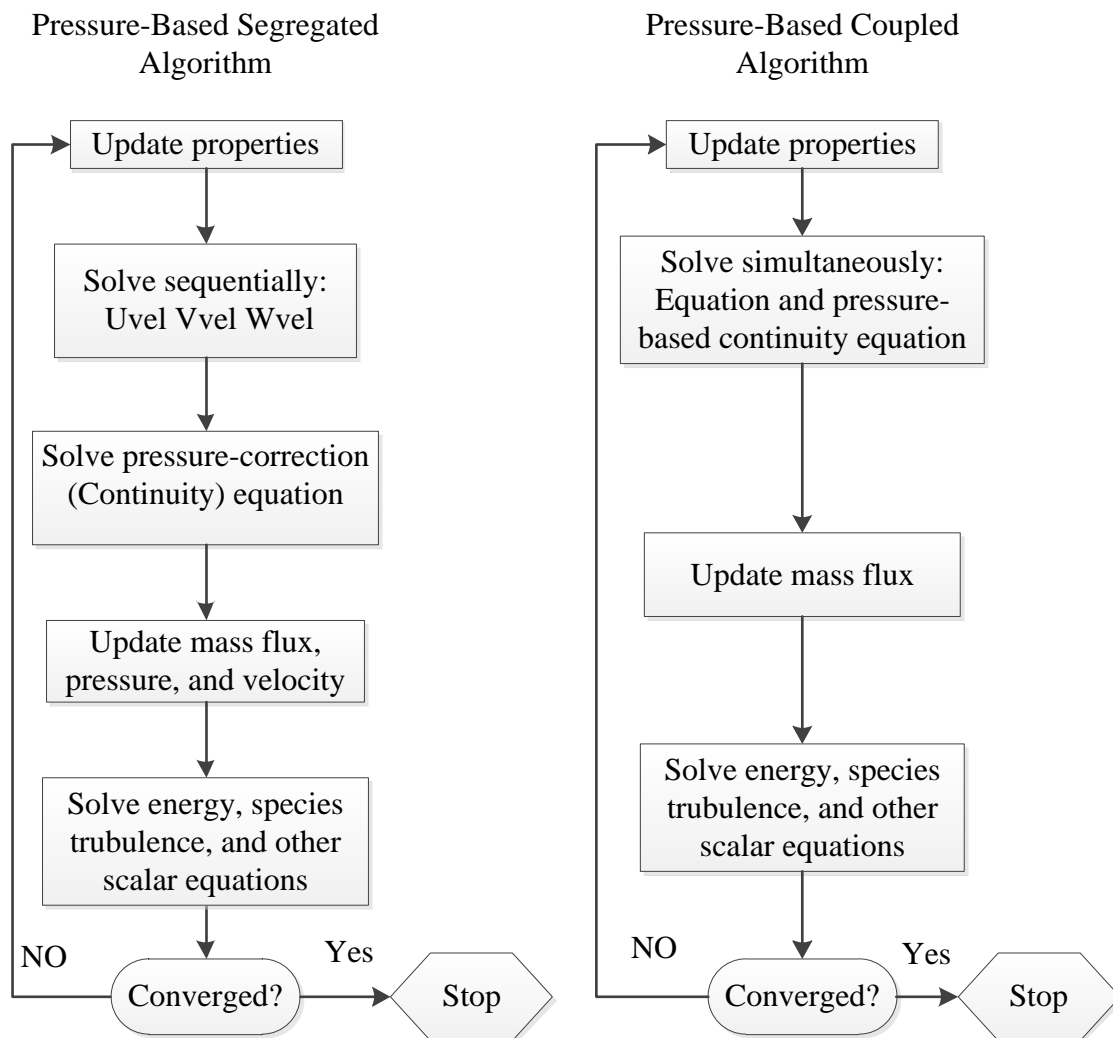 Pressure-Based Segregated
Algorithm
Update properties
Solve sequentially:
Uvel Vvel Wvel
Solve pressure-correction
(Continuity) equation
Update mass flux,
pressure, and velocity
Solve energy, species
trubulence, and other
scalar equations
NO
Yes
Converged?
Stop
Pressure-Based Coupled
Algorithm
Update properties
Solve simultaneously:
Equation and pressure-
based continuity equation
Update mass flux
Solve energy, species
trubulence, and other
scalar equations
NO
Yes
Converged?
Stop